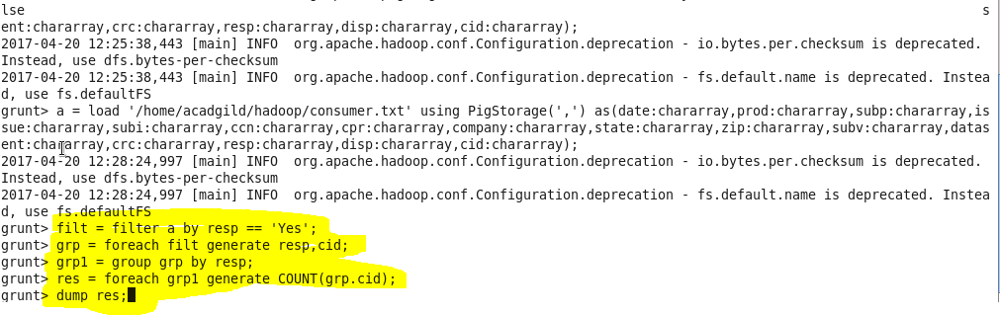 lse s
ent:chararray,crc:chararray,resp:chararray,disp:chararray,cid:chararray);
2017-04-20 12:25:38,443 [main] INFO  org.apache.hadoop.conf.Configuration.deprecation - io.bytes.per.checksum is deprecated.
Instead, use dfs.bytes-per-checksum
2017-04-20 12:25:38,443 [main] INFO  org.apache.hadoop.conf.Configuration.deprecation - fs.default.name is deprecated. Instea
d, use fs.defaultFS
grunt> a = load '/home/acadgild/hadoop/consumer.txt' using PigStorage(',') as(date:chararray,prod:chararray,subp:chararray,is
sue:chararray,subi:chararray,ccn:chararray,cpr:chararray,company:chararray,state:chararray,zip:chararray,subv:chararray,datas
ent:chararray,crc:chararray,resp:chararray,disp:chararray,cid:chararray);
2017-04-20 12:28:24,997 [main] INFO  org.apache.hadoop.conf.Configuration.deprecation - io.bytes.per.checksum is deprecated.
Instead, use dfs.bytes-per-checksum
2017-04-20 12:28:24,997 [main] INFO  org.apache.hadoop.conf.Configuration.deprecation - fs.default.name is deprecated. Instea
d, use fs.defaultFS
grunt> filt = filter a by resp == 'Yes';
grunt> grp = foreach filt generate resp,cid;
grunt> grp1 = group grp by resp;
grunt> res = foreach grp1 generate COUNT(grp.cid);
grunt> dump res;